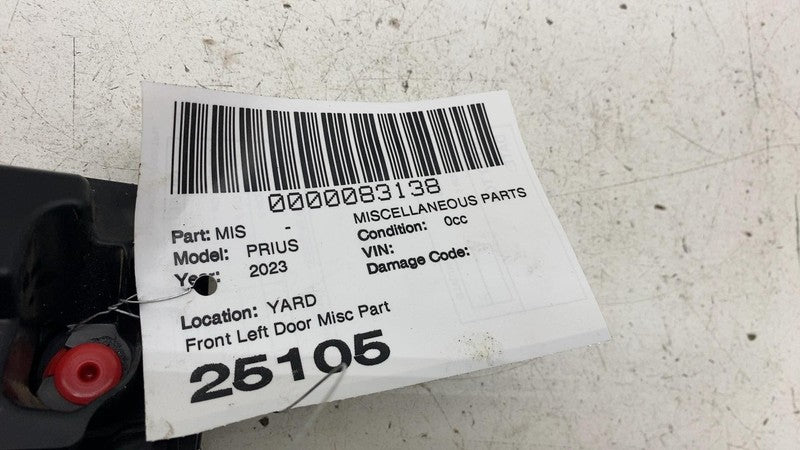 0000083138
Part: MIS - MISCELLANEOUS PARTS
Model: PRIUS Condition: 0cc
Year: 2023 VIN:
Damage Code:
Location: YARD
Front Left Door Misc Part
25105